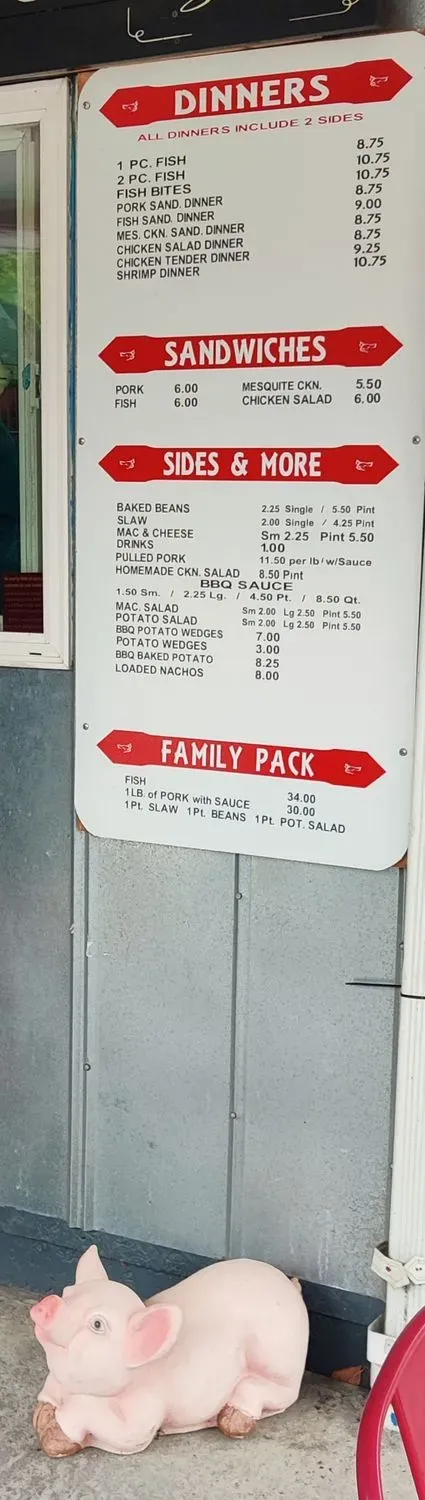 DINNERS
ALL DINNERS INCLUDE 2 SIDES
1 PC. FISH 8.75
2 PC. FISH 10.75
FISH BITES 10.75
PORK SAND. DINNER 8.75
FISH SAND. DINNER 9.00
MES. CKN. SAND. DINNER 8.75
CHICKEN SALAD DINNER 8.75
CHICKEN TENDER DINNER 9.25
SHRIMP DINNER 10.75
SANDWICHES
PORK 6.00 MESQUITE CKN. 5.50
FISH 6.00 CHICKEN SALAD 6.00
SIDES & MORE
BAKED BEANS 2.25 Single / 5.50 Pint
SLAW 2.00 Single / 4.25 Pint
MAC & CHEESE Sm 2.25 Pint 5.50
DRINKS 1.00
PULLED PORK 11.50 per lb/w/Sauce
HOMEMADE CKN. SALAD 8.50 Pint
BBQ SAUCE
1.50 Sm. / 2.25 Lg. / 4.50 Pt. / 8.50 Qt.
MAC. SALAD Sm 2.00 Lg 2.50 Pint 5.50
POTATO SALAD Sm 2.00 Lg 2.50 Pint 5.50
BBQ POTATO WEDGES 7.00
POTATO WEDGES 3.00
BBQ BAKED POTATO 8.25
LOADED NACHOS 8.00
FAMILY PACK
FISH 34.00
1LB. of PORK with SAUCE 30.00
1Pt. SLAW 1Pt. BEANS 1Pt. POT. SALAD